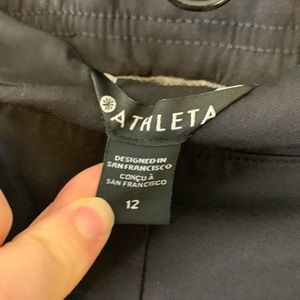 ATHLETA
DESIGNED IN
SAN FRANCISCO
CONÇU À
SAN FRANCISCO
12